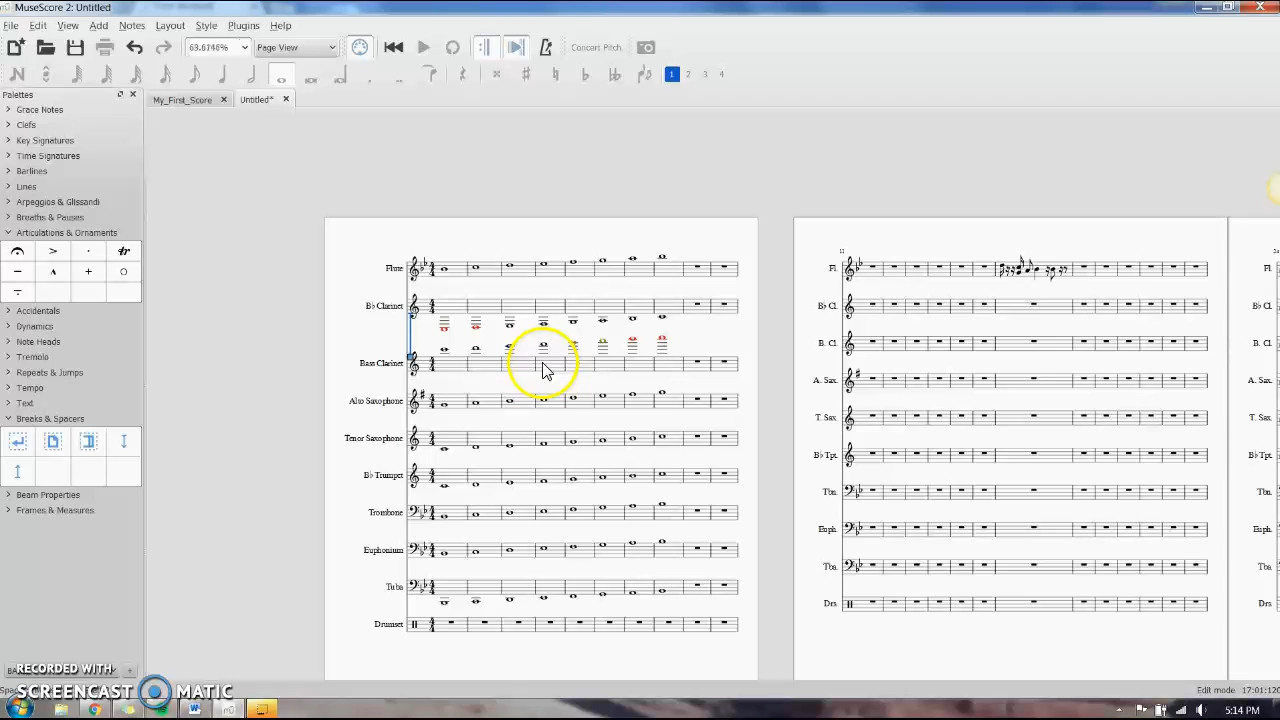 MuseScore 2: Untitled
File Edit View Add Notes Layout Style Plugins Help
63.6746% Page View Concert Pitch
1 2 3 4
Palettes
My_First_Score Untitled*
Grace Notes
Clefs
Key Signatures
Time Signatures
Barlines
Lines
Arpeggios & Glissandi
Breaths & Pauses
Articulations & Ornaments
Accidentals
Dynamics
Note Heads
Tremolo
Repeats & Jumps
Tempo
Text
Breaks & Spacers
Beam Properties
Frames & Measures
Flute
B♭ Clarinet
Bass Clarinet
Alto Saxophone
Tenor Saxophone
B♭ Trumpet
Trombone
Euphonium
Tuba
Drumset
11
Fl.
B♭ Cl.
B. Cl.
A. Sax.
T. Sax.
B♭ Tpt.
Tbn.
Euph.
Tba.
Drs.
Fl.
B♭ Cl.
B. Cl.
A. Sax.
T. Sax.
B♭ Tpt.
Tbn.
Euph.
Tba.
Drs.
RECORDED WITH
SCREENCAST MATIC
Edit mode 17:01:120
5:14 PM